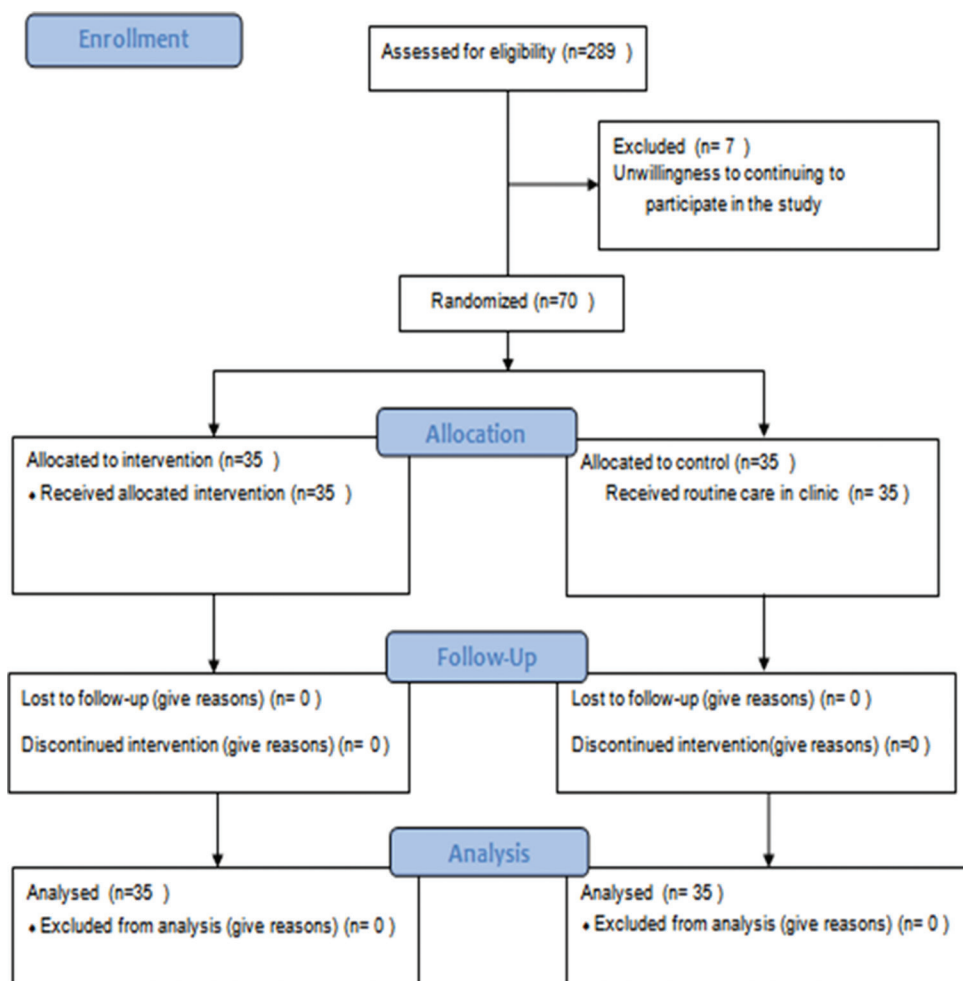 Enrollment
Assessed for eligibility (n=289 )
Excluded (n= 7 )
Unwillingness to continuing to
participate in the study
Randomized (n=70 )
Allocation
Allocated to intervention (n=35 )
• Received allocated intervention (n=35 )
Allocated to control (n=35 )
Received routine care in clinic (n= 35 )
Follow-Up
Lost to follow-up (give reasons) (n= 0 )
Discontinued intervention (give reasons) (n= 0 )
Lost to follow-up (give reasons) (n= 0 )
Discontinued intervention(give reasons) (n=0 )
Analysis
Analysed (n=35 )
• Excluded from analysis (give reasons) (n= 0 )
Analysed (n= 35 )
• Excluded from analysis (give reasons) (n= 0 )